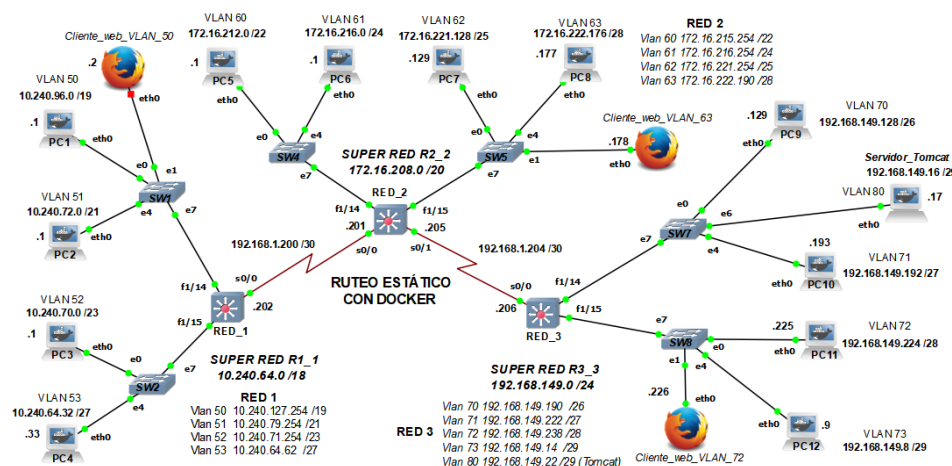 VLAN 60
172.16.212.0 /22
VLAN 61
172.16.216.0 /24
VLAN 62
172.16.221.128 /25
VLAN 63
172.16.222.176 /28
RED 2
Vlan 60 172.16.215.254 /22
Vlan 61 172.16.216.254 /24
Vlan 62 172.16.221.254 /25
Vlan 63 172.16.222.190 /28
Cliente_web_VLAN_50
.2
eth0
VLAN 50
10.240.96.0 /19
.1
eth0
PC1
e0
e1
.1
PC5
eth0
.1
PC6
eth0
e0
e4
SW4
e7
.129
PC7
eth0
.177
PC8
eth0
e0
e4
SW5
e1
e7
Cliente_web_VLAN_63
.178
eth0
VLAN 51
10.240.72.0 /21
.1
eth0
PC2
e4
SW1
e7
SUPER RED R2_2
172.16.208.0 /20
RED_2
f1/14
f1/15
.201
.205
s0/0
s0/1
192.168.1.200 /30
192.168.1.204 /30
RUTEO ESTÁTICO
CON DOCKER
.129
PC9
eth0
VLAN 70
192.168.149.128 /26
Servidor_Tomcat
192.168.149.16 /29
VLAN 80
.17
eth0
e0
e6
SW7
e7
e4
.193
eth0
PC10
VLAN 71
192.168.149.192 /27
f1/14
s0/0
RED_1
.202
f1/15
s0/0
f1/14
.206
f1/15
RED_3
VLAN 52
10.240.70.0 /23
.1
PC3
eth0
e0
e7
SW2
e4
VLAN 53
10.240.64.32 /27
.33
eth0
PC4
SUPER RED R1_1
10.240.64.0 /18
RED 1
Vlan 50 10.240.127.254 /19
Vlan 51 10.240.79.254 /21
Vlan 52 10.240.71.254 /23
Vlan 53 10.240.64.62 /27
SUPER RED R3_3
192.168.149.0 /24
RED 3
Vlan 70 192.168.149.190 /26
Vlan 71 192.168.149.222 /27
Vlan 72 192.168.149.238 /28
Vlan 73 192.168.149.14 /29
Vlan 80 192.168.149.22 /29 (Tomcat)
e7
SW8
e0
e1
e4
.225
eth0
PC11
VLAN 72
192.168.149.224 /28
.226
eth0
Cliente_web_VLAN_72
.9
eth0
PC12
VLAN 73
192.168.149.8 /29